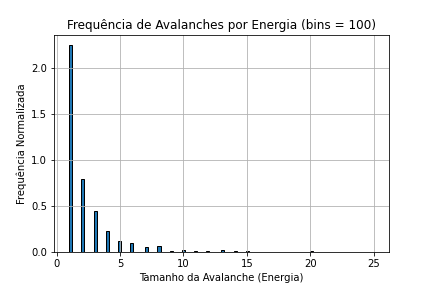 Frequência de Avalanches por Energia (bins = 100)
Frequência Normalizada
2.0
1.5
1.0
0.5
0.0
0 5 10 15 20 25
Tamanho da Avalanche (Energia)